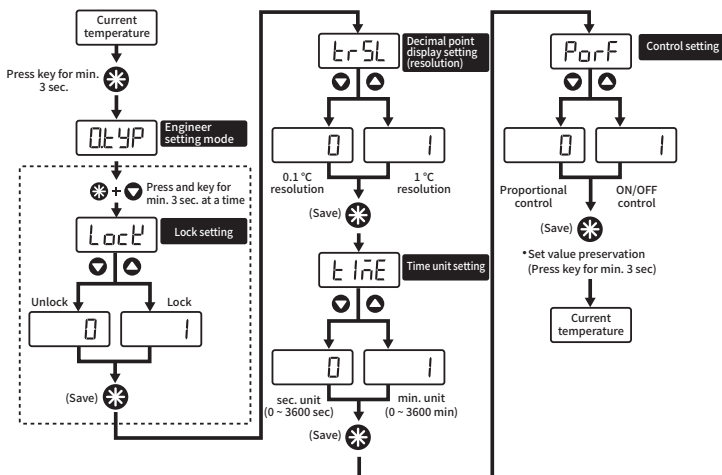 Current
temperature
Press key for min.
3 sec.
0.tYP
Engineer
setting mode
+
Press and key for
min. 3 sec. at a time
LocK
Lock setting
Unlock
Lock
0
1
(Save)
trSL
Decimal point
display setting
(resolution)
0
1
0.1 °C
resolution
1 °C
resolution
(Save)
tImE
Time unit setting
0
1
sec. unit
(0 ~ 3600 sec)
min. unit
(0 ~ 3600 min)
(Save)
PorF
Control setting
0
1
Proportional
control
ON/OFF
control
(Save)
•Set value preservation
(Press key for min. 3 sec)
Current
temperature